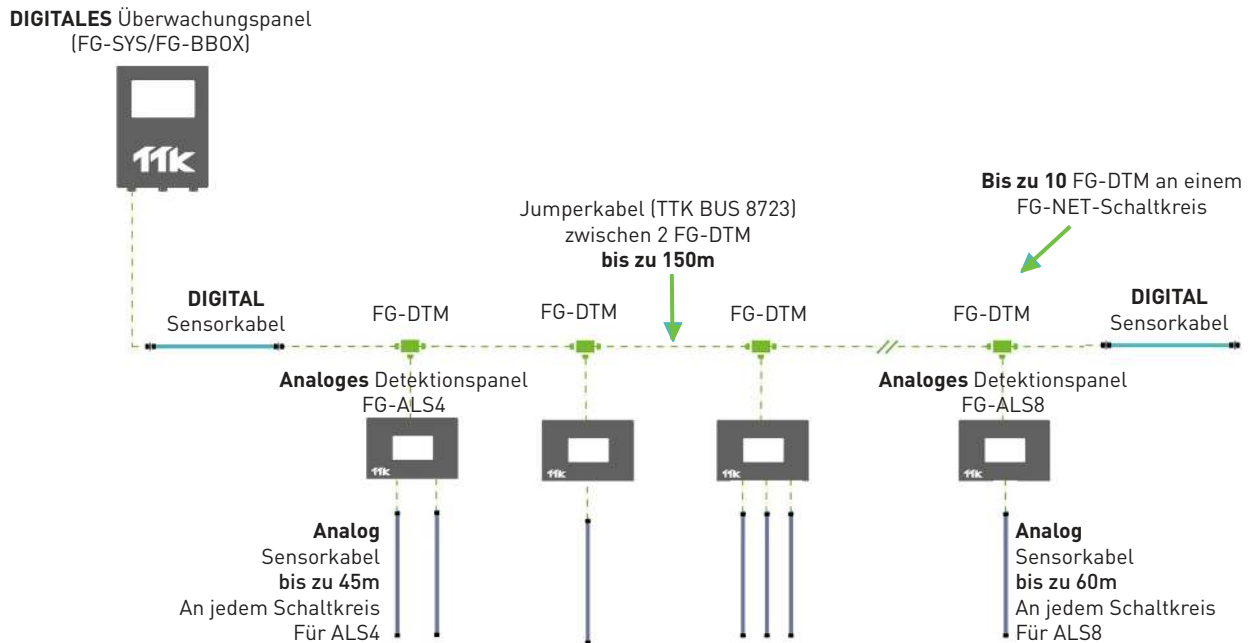 DIGITALES Überwachungspanel
(FG-SYS/FG-BBOX)
TTK
Bis zu 10 FG-DTM an einem
FG-NET-Schaltkreis
Jumperkabel (TTK BUS 8723)
zwischen 2 FG-DTM
bis zu 150m
DIGITAL
Sensorkabel
FG-DTM
FG-DTM
FG-DTM
FG-DTM
DIGITAL
Sensorkabel
Analoges Detektionspanel
FG-ALS4
Analoges Detektionspanel
FG-ALS8
TTK
TTK
TTK
TTK
Analog
Sensorkabel
bis zu 45m
An jedem Schaltkreis
Für ALS4
Analog
Sensorkabel
bis zu 60m
An jedem Schaltkreis
Für ALS8